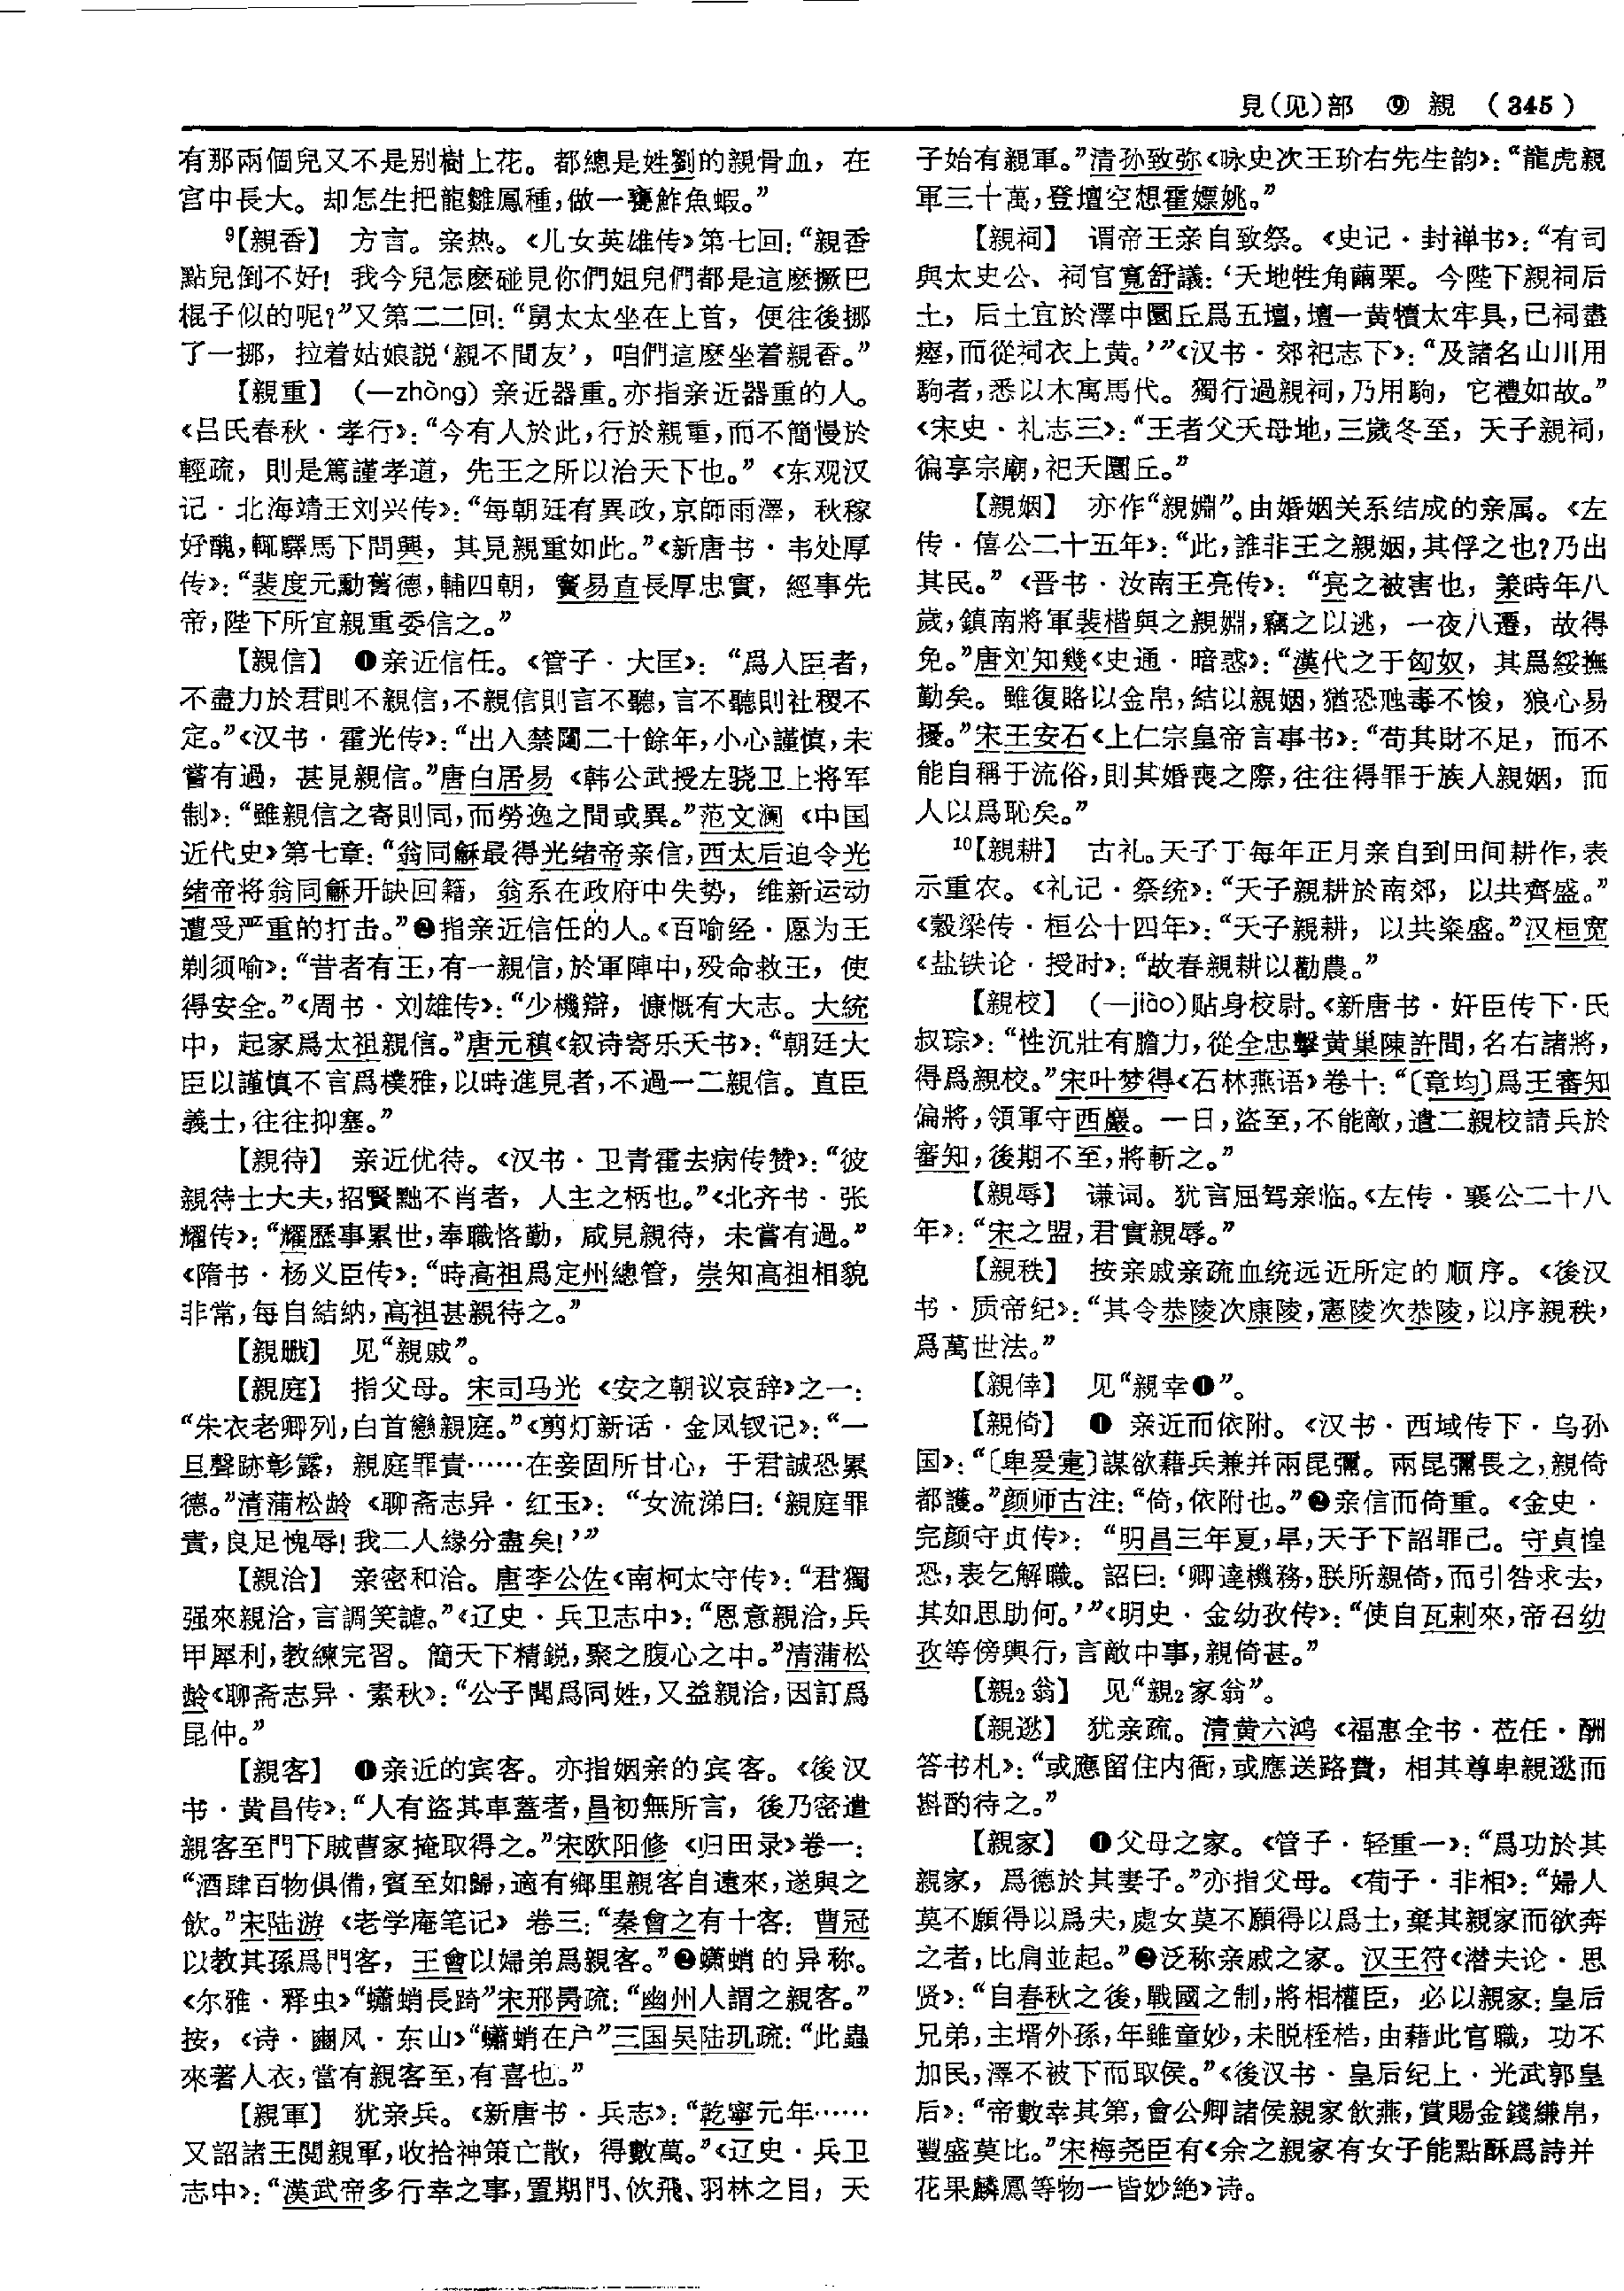 見(见)部 ⑨ 親 (345)
有那兩個兒又不是别樹上花。都總是姓劉的親骨血，在
宫中長大。却怎生把龍雛鳳種，做一甕鮓魚蝦。”
⁹【親香】 方言。亲热。《儿女英雄传》第七回：“親香
點兒倒不好！我今兒怎麽碰見你們姐兒們都是這麽撅巴
棍子似的呢？”又第二二回：“舅太太坐在上首，便往後挪
了一挪，拉着姑娘説‘親不間友’，咱們這麽坐着親香。”
【親重】 (—zhòng) 亲近器重。亦指亲近器重的人。
《吕氏春秋·孝行》：“今有人於此，行於親重，而不簡慢於
輕疏，則是篤謹孝道，先王之所以治天下也。”《东观汉
记·北海靖王刘兴传》：“每朝廷有異政，京師雨澤，秋稼
好醜，輒驛馬下問興，其見親重如此。”《新唐书·韦处厚
传》：“裴度元勳舊德，輔四朝，竇易直長厚忠實，經事先
帝，陛下所宜親重委信之。”
【親信】 ❶亲近信任。《管子·大匡》：“爲人臣者，
不盡力於君則不親信，不親信則言不聽，言不聽則社稷不
定。”《汉书·霍光传》：“出入禁闥二十餘年，小心謹慎，未
嘗有過，甚見親信。”唐白居易《韩公武授左骁卫上将军
制》：“雖親信之寄則同，而勞逸之間或異。”范文澜《中国
近代史》第七章：“翁同龢最得光绪帝亲信，西太后迫令光
绪帝将翁同龢开缺回籍，翁系在政府中失势，维新运动
遭受严重的打击。”❷指亲近信任的人。《百喻经·愿为王
剃须喻》：“昔者有王，有一親信，於軍陣中，殁命救王，使
得安全。”《周书·刘雄传》：“少機辯，慷慨有大志。大統
中，起家爲太祖親信。”唐元稹《叙诗寄乐天书》：“朝廷大
臣以謹慎不言爲樸雅，以時進見者，不過一二親信。直臣
義士，往往抑塞。”
【親待】 亲近优待。《汉书·卫青霍去病传赞》：“彼
親待士大夫，招賢黜不肖者，人主之柄也。”《北齐书·张
耀传》：“耀歷事累世，奉職恪勤，咸見親待，未嘗有過。”
《隋书·杨义臣传》：“時高祖爲定州總管，崇知高祖相貌
非常，每自結納，高祖甚親待之。”
【親戚】 见“親戚”。
【親庭】 指父母。宋司马光《安之朝议哀辞》之一：
“朱衣老卿列，白首戀親庭。”《剪灯新话·金凤钗记》：“一
旦聲跡彰露，親庭罪責……在妾固所甘心，于君誠恐累
德。”清蒲松龄《聊斋志异·红玉》：“女流涕曰：‘親庭罪
責，良足愧辱！我二人緣分盡矣！’”
【親洽】 亲密和洽。唐李公佐《南柯太守传》：“君獨
强來親洽，言調笑謔。”《辽史·兵卫志中》：“恩意親洽，兵
甲犀利，教練完習。簡天下精鋭，聚之腹心之中。”清蒲松
龄《聊斋志异·素秋》：“公子聞爲同姓，又益親洽，因訂爲
昆仲。”
【親客】 ❶亲近的宾客。亦指姻亲的宾客。《後汉
书·黄昌传》：“人有盗其車蓋者，昌初無所言，後乃密遣
親客至門下賊曹家掩取得之。”宋欧阳修《归田录》卷一：
“酒肆百物俱備，賓至如歸，適有鄉里親客自遠來，遂與之
飲。”宋陆游《老学庵笔记》卷三：“秦會之有十客：曹冠
以教其孫爲門客，王會以婦弟爲親客。”❷蠨蛸的异称。
《尔雅·释虫》“蠨蛸長踦”宋邢昺疏：“幽州人謂之親客。”
按，《诗·豳风·东山》“蠨蛸在户”三国吴陆玑疏：“此蟲
來著人衣，當有親客至，有喜也。”
【親軍】 犹亲兵。《新唐书·兵志》：“乾寧元年……
又詔諸王閲親軍，收拾神策亡散，得數萬。”《辽史·兵卫
志中》：“漢武帝多行幸之事，置期門、佽飛、羽林之目，天
子始有親軍。”清孙致弥《咏史次王玠右先生韵》：“龍虎親
軍三十萬，登壇空想霍嫖姚。”
【親祠】 谓帝王亲自致祭。《史记·封禅书》：“有司
與太史公、祠官寬舒議：‘天地牲角繭栗。今陛下親祠后
土，后土宜於澤中圜丘爲五壇，壇一黄犢太牢具，已祠盡
瘗，而從祠衣上黄。’”《汉书·郊祀志下》：“及諸名山川用
駒者，悉以木寓馬代。獨行過親祠，乃用駒，它禮如故。”
《宋史·礼志三》：“王者父天母地，三歲冬至，天子親祠，
徧享宗廟，祀天圜丘。”
【親姻】 亦作“親婣”。由婚姻关系结成的亲属。《左
传·僖公二十五年》：“此，誰非王之親姻，其俘之也？乃出
其民。”《晋书·汝南王亮传》：“亮之被害也，羕時年八
歲，鎮南將軍裴楷與之親婣，竊之以逃，一夜八遷，故得
免。”唐刘知幾《史通·暗惑》：“漢代之于匈奴，其爲綏撫
勤矣。雖復賂以金帛，結以親姻，猶恐虺毒不悛，狼心易
擾。”宋王安石《上仁宗皇帝言事书》：“苟其財不足，而不
能自稱于流俗，則其婚喪之際，往往得罪于族人親姻，而
人以爲恥矣。”
¹⁰【親耕】 古礼。天子于每年正月亲自到田间耕作，表
示重农。《礼记·祭统》：“天子親耕於南郊，以共齊盛。”
《穀梁传·桓公十四年》：“天子親耕，以共粢盛。”汉桓宽
《盐铁论·授时》：“故春親耕以勸農。”
【親校】 (—jiào)贴身校尉。《新唐书·奸臣传下·氏
叔琮》：“性沉壯有膽力，從全忠擊黄巢陳許間，名右諸將，
得爲親校。”宋叶梦得《石林燕语》卷十：“〔章均〕爲王審知
偏將，領軍守西巖。一日，盗至，不能敵，遣二親校請兵於
審知，後期不至，將斬之。”
【親辱】 谦词。犹言屈驾亲临。《左传·襄公二十八
年》：“宋之盟，君實親辱。”
【親秩】 按亲戚亲疏血统远近所定的顺序。《後汉
书·质帝纪》：“其令恭陵次康陵，憲陵次恭陵，以序親秩，
爲萬世法。”
【親倖】 见“親幸❶”。
【親倚】 ❶ 亲近而依附。《汉书·西域传下·乌孙
国》：“〔卑爰疐〕謀欲藉兵兼并兩昆彌。兩昆彌畏之，親倚
都護。”颜师古注：“倚，依附也。”❷亲信而倚重。《金史·
完颜守贞传》：“明昌三年夏，旱，天子下詔罪己。守貞惶
恐，表乞解職。詔曰：‘卿達機務，朕所親倚，而引咎求去，
其如思助何。’”《明史·金幼孜传》：“使自瓦剌來，帝召幼
孜等傍輿行，言敵中事，親倚甚。”
【親₂翁】 见“親₂家翁”。
【親逖】 犹亲疏。清黄六鸿《福惠全书·莅任·酬
答书札》：“或應留住内衙，或應送路費，相其尊卑親逖而
斟酌待之。”
【親家】 ❶父母之家。《管子·轻重一》：“爲功於其
親家，爲德於其妻子。”亦指父母。《荀子·非相》：“婦人
莫不願得以爲夫，處女莫不願得以爲士，棄其親家而欲奔
之者，比肩並起。”❷泛称亲戚之家。汉王符《潜夫论·思
贤》：“自春秋之後，戰國之制，將相權臣，必以親家：皇后
兄弟，主壻外孫，年雖童妙，未脱桎梏，由藉此官職，功不
加民，澤不被下而取侯。”《後汉书·皇后纪上·光武郭皇
后》：“帝數幸其第，會公卿諸侯親家飲燕，賞賜金錢縑帛，
豐盛莫比。”宋梅尧臣有《余之親家有女子能點酥爲詩并
花果麟鳳等物一皆妙絶》诗。